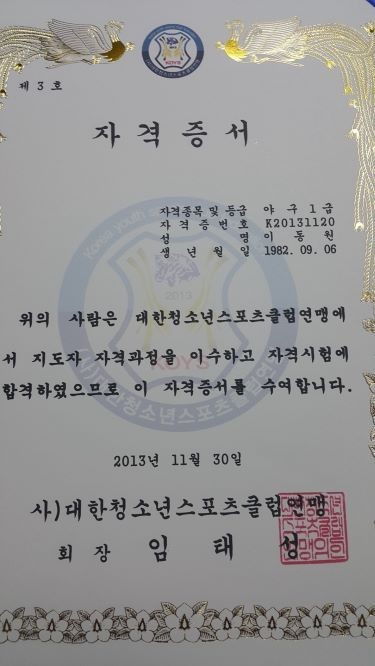 KOYS
제 3 호
자 격 증 서
자격종목 및 등급 야 구 1 급
자 격 증 번 호 K20131120
성 명 이 동 원
생 년 월 일 1982. 09. 06
Korea youth
2013
KOYS
위의 사람은 대한청소년스포츠클럽연맹에
서 지도자 자격과정을 이수하고 자격시험에
합격하였으므로 이 자격증서를 수여합니다.
2013년 11월 30일
사)대한청소년스포츠클럽연맹
회 장 임 태 성